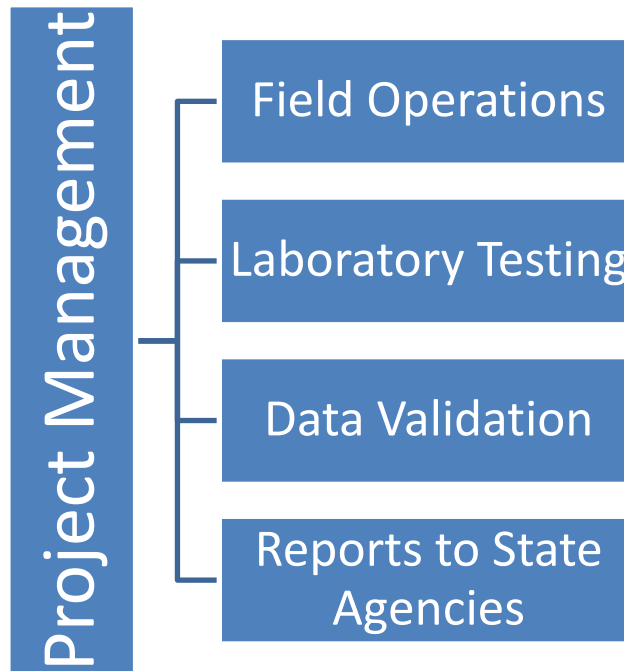 Project Management
Field Operations
Laboratory Testing
Data Validation
Reports to State
Agencies